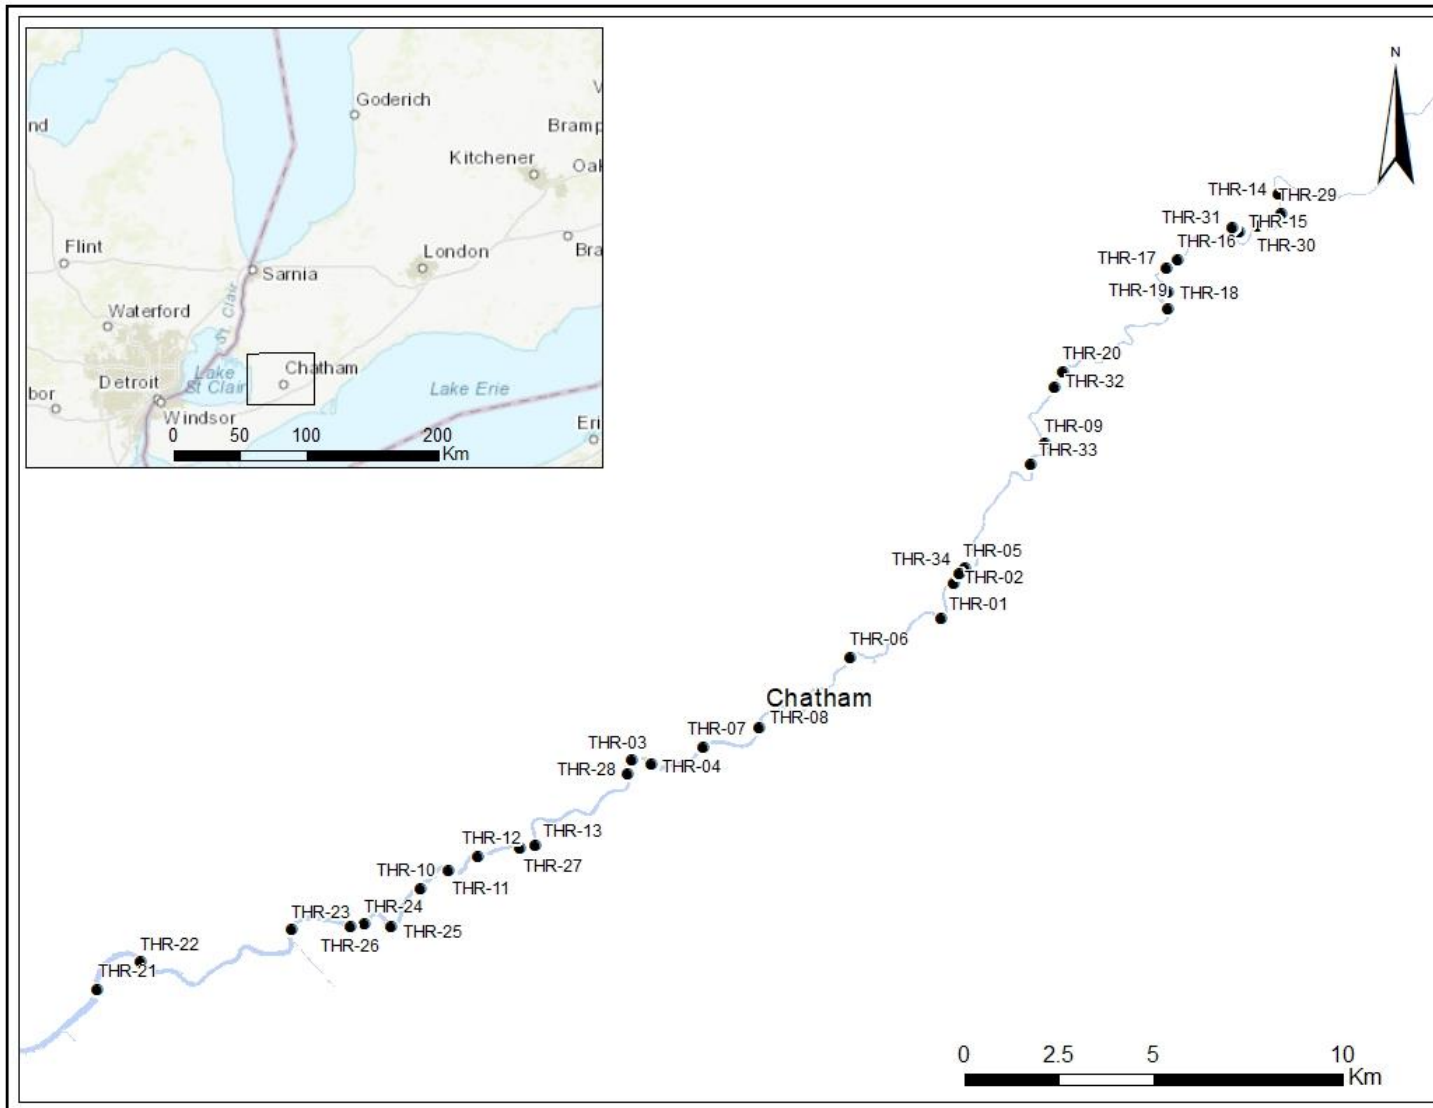 N
Goderich
V
nd
Bramp
Kitchener
Oak
Flint
London
Bra
Sarnia
Waterford
St. Clair
Lake
St Clair
Chatham
Detroit
Lake Erie
bor
Windsor
Eri
0 50 100 200
Km
THR-14
THR-29
THR-31
THR-15
THR-16
THR-30
THR-17
THR-19
THR-18
THR-20
THR-32
THR-09
THR-33
THR-34
THR-05
THR-02
THR-01
THR-06
Chatham
THR-08
THR-07
THR-03
THR-04
THR-28
THR-12
THR-13
THR-27
THR-10
THR-11
THR-23
THR-24
THR-26
THR-25
THR-22
THR-21
0 2.5 5 10
Km